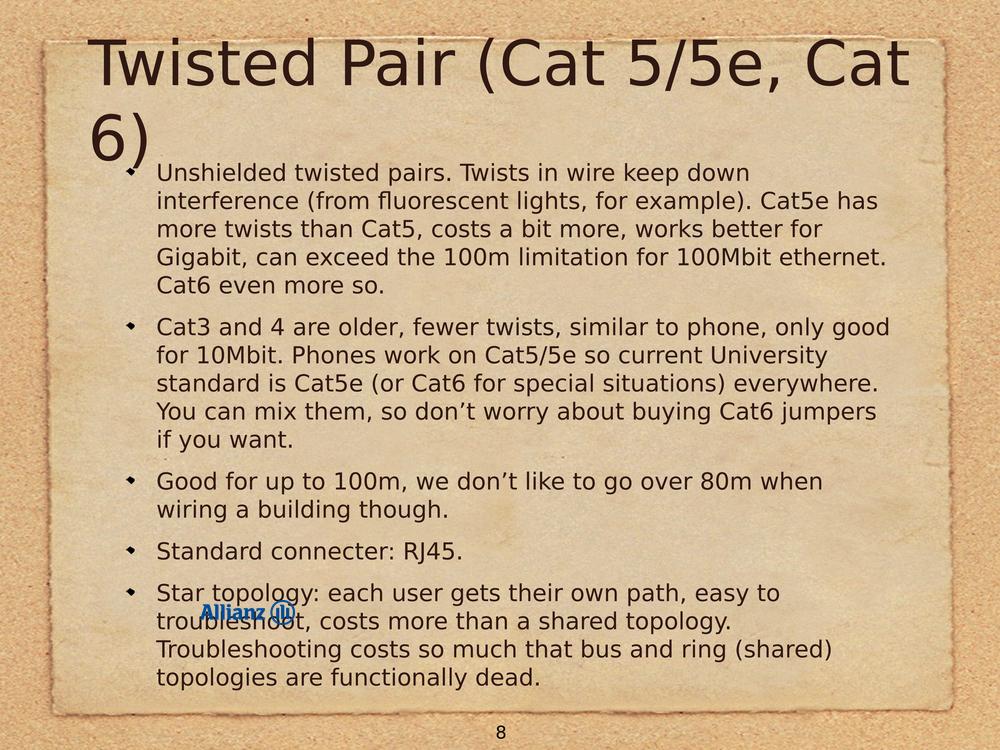 Twisted Pair (Cat 5/5e, Cat
6)
Unshielded twisted pairs. Twists in wire keep down
interference (from fluorescent lights, for example). Cat5e has
more twists than Cat5, costs a bit more, works better for
Gigabit, can exceed the 100m limitation for 100Mbit ethernet.
Cat6 even more so.
Cat3 and 4 are older, fewer twists, similar to phone, only good
for 10Mbit. Phones work on Cat5/5e so current University
standard is Cat5e (or Cat6 for special situations) everywhere.
You can mix them, so don’t worry about buying Cat6 jumpers
if you want.
Good for up to 100m, we don’t like to go over 80m when
wiring a building though.
Standard connecter: RJ45.
Star topology: each user gets their own path, easy to
Allianz
troubleshoot, costs more than a shared topology.
Troubleshooting costs so much that bus and ring (shared)
topologies are functionally dead.
8